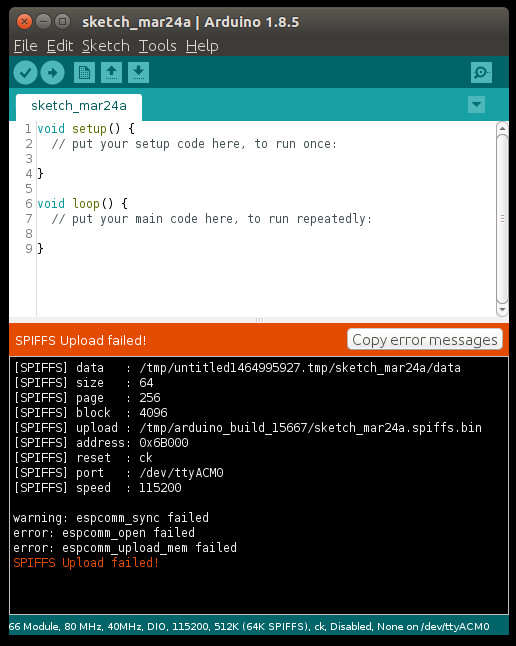 sketch_mar24a | Arduino 1.8.5
File Edit Sketch Tools Help
sketch_mar24a
1 void setup() {
2 // put your setup code here, to run once:
3
4 }
5
6 void loop() {
7 // put your main code here, to run repeatedly:
8
9 }
SPIFFS Upload failed!
Copy error messages
[SPIFFS] data   : /tmp/untitled1464995927.tmp/sketch_mar24a/data
[SPIFFS] size   : 64
[SPIFFS] page   : 256
[SPIFFS] block  : 4096
[SPIFFS] upload : /tmp/arduino_build_15667/sketch_mar24a.spiffs.bin
[SPIFFS] address: 0x6B000
[SPIFFS] reset  : ck
[SPIFFS] port   : /dev/ttyACM0
[SPIFFS] speed  : 115200
warning: espcomm_sync failed
error: espcomm_open failed
error: espcomm_upload_mem failed
SPIFFS Upload failed!
66 Module, 80 MHz, 40MHz, DIO, 115200, 512K (64K SPIFFS), ck, Disabled, None on /dev/ttyACM0